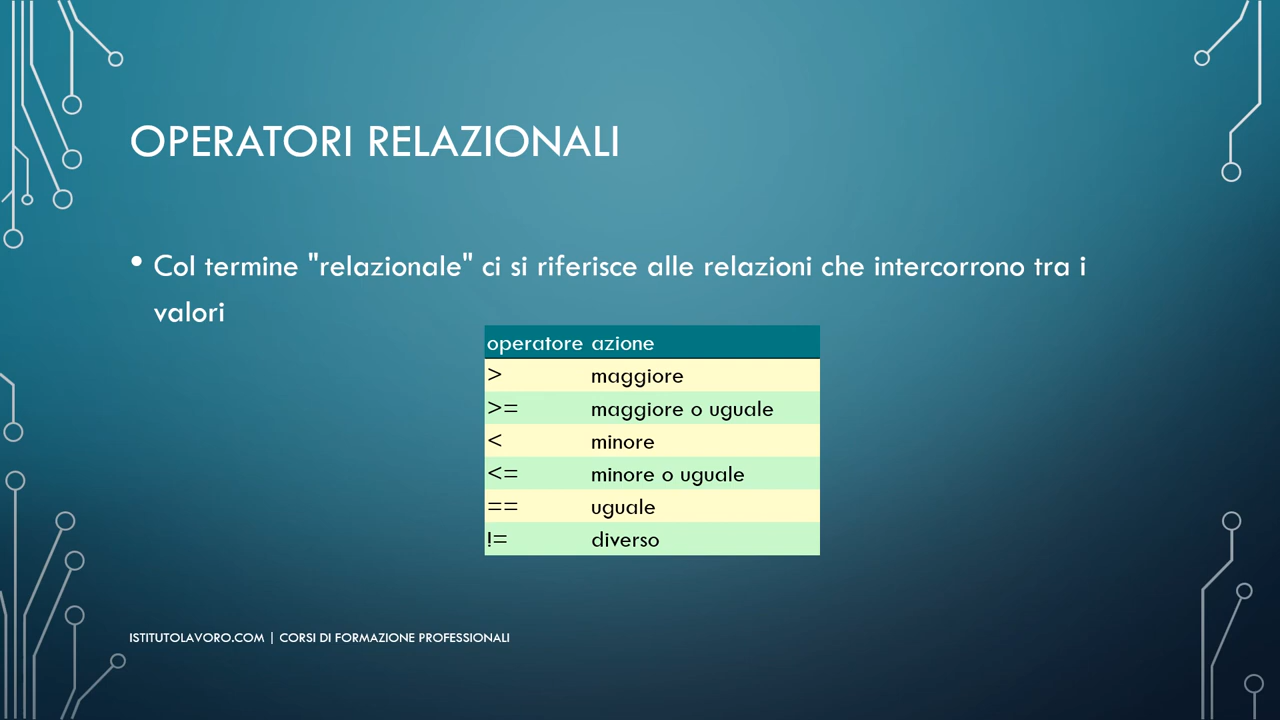 OPERATORI RELAZIONALI
• Col termine "relazionale" ci si riferisce alle relazioni che intercorrono tra i
valori
operatore azione
> maggiore
>= maggiore o uguale
< minore
<= minore o uguale
== uguale
!= diverso
ISTITUTOLAVORO.COM | CORSI DI FORMAZIONE PROFESSIONALI